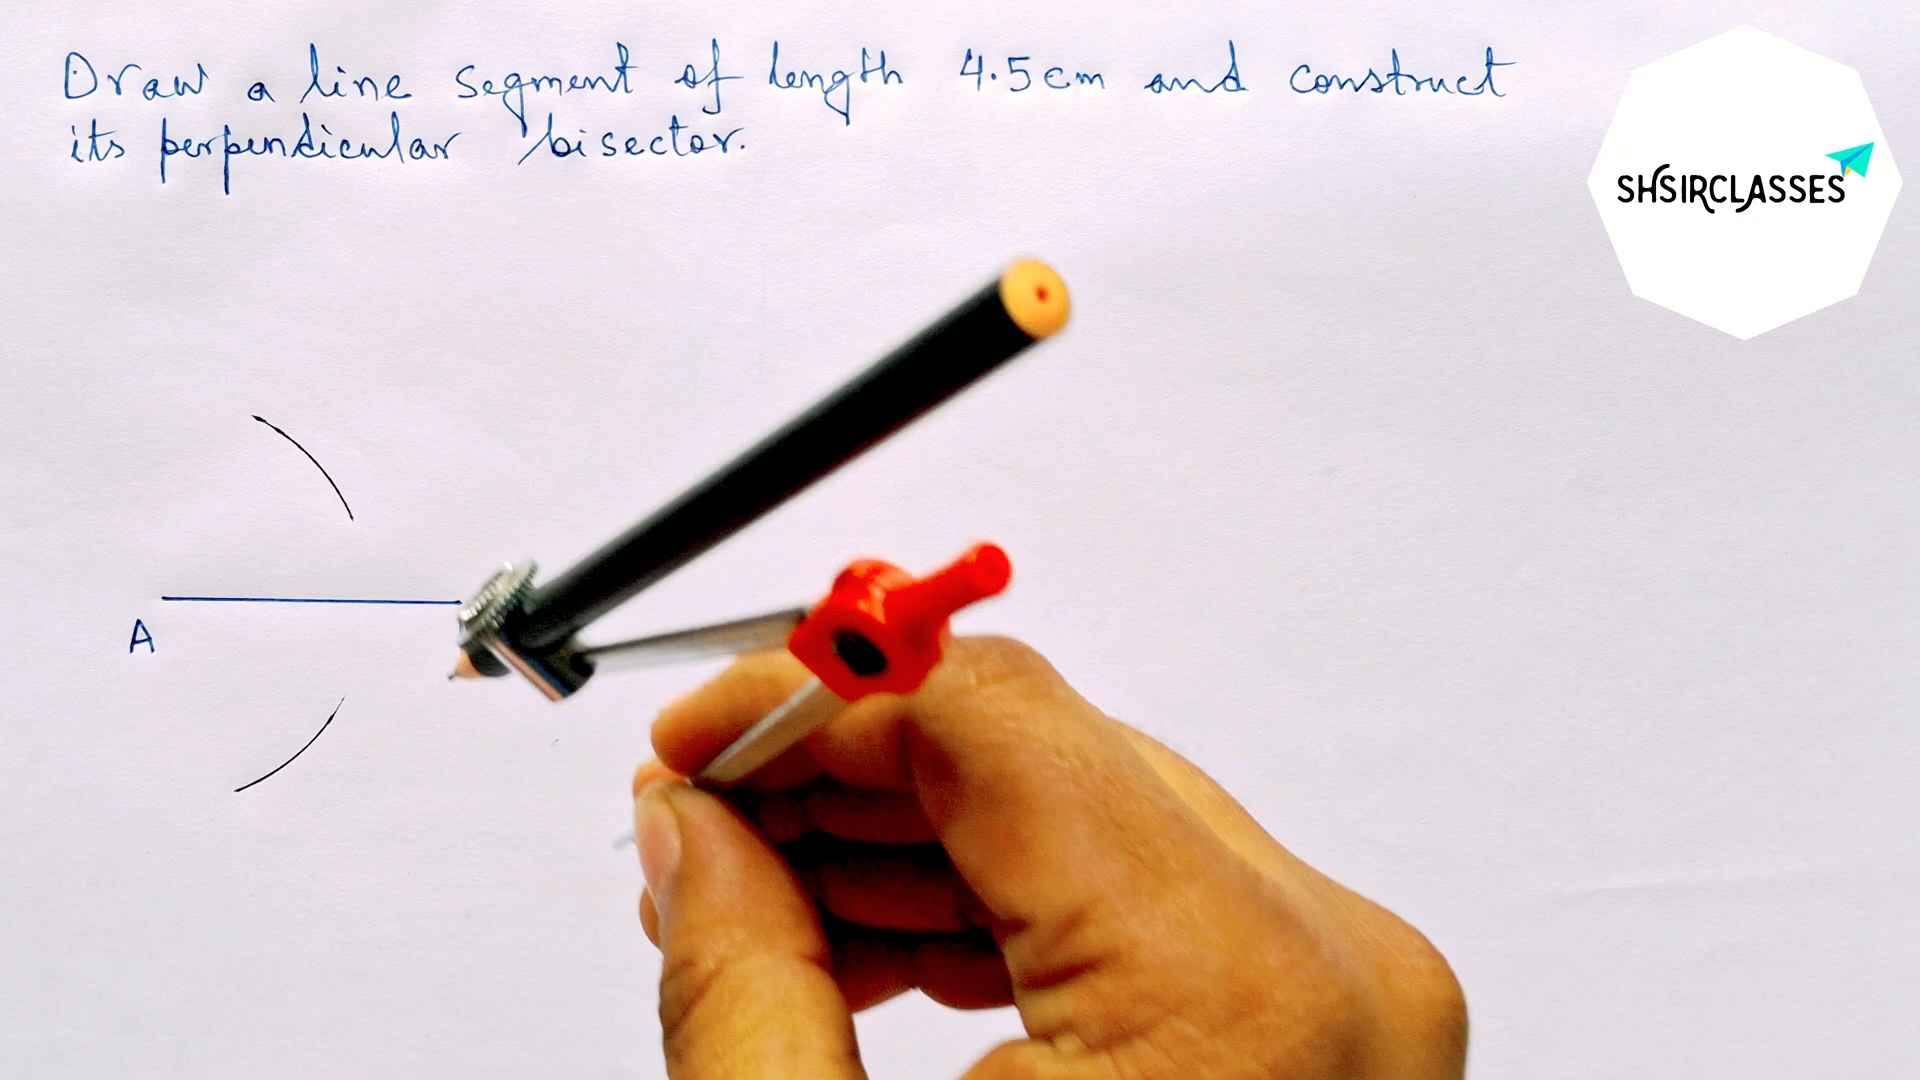 Draw a line segment of length 4.5cm and construct
its perpendicular bisector.
SHSIRCLASSES
A